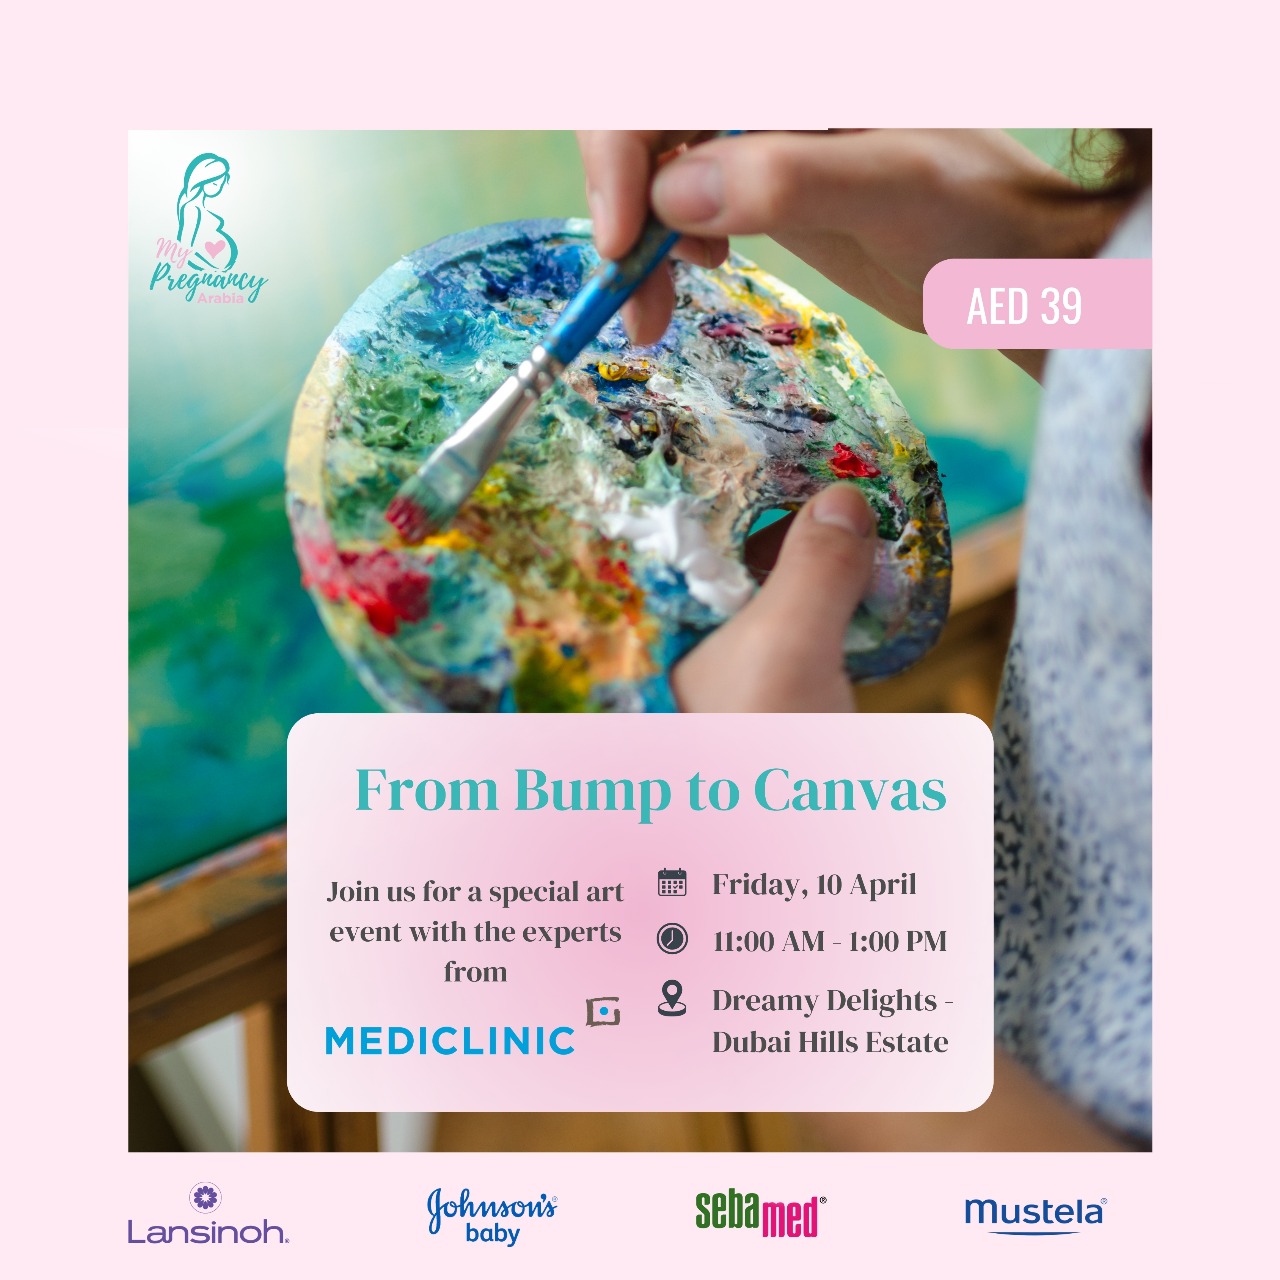 My
Pregnancy
Arabia
AED 39
From Bump to Canvas
Join us for a special art
event with the experts
from
MEDICLINIC
Friday, 10 April
11:00 AM - 1:00 PM
Dreamy Delights -
Dubai Hills Estate
Lansinoh®
Johnson's®
baby
sebamed®
Mustela®